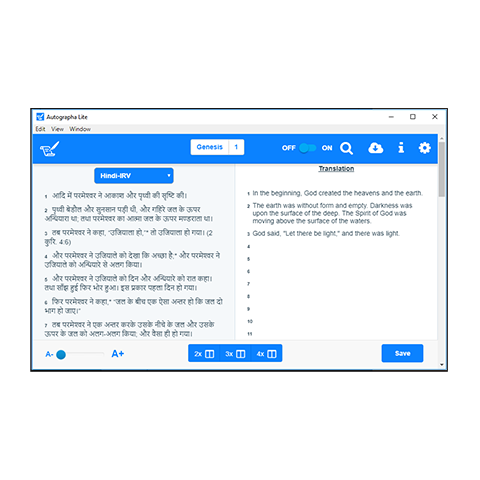 Autographa Lite
Edit View Window
Genesis 1
OFF ON
Hindi-IRV
1 आदि में परमेश्वर ने आकाश और पृथ्वी की सृष्टि की।
2 पृथ्वी बेडौल और सुनसान पड़ी थी, और गहिरे जल के ऊपर
अन्धियारा था; तथा परमेश्वर का आत्मा जल के ऊपर मण्डराता था।
3 तब परमेश्वर ने कहा, "उजियाला हो,"* तो उजियाला हो गया। (2
कुरि. 4:6)
4 और परमेश्वर ने उजियाले को देखा कि अच्छा है;* और परमेश्वर ने
उजियाले को अन्धियारे से अलग किया।
5 और परमेश्वर ने उजियाले को दिन और अन्धियारे को रात कहा।
तथा साँझ हुई फिर भोर हुआ। इस प्रकार पहला दिन हो गया।
6 फिर परमेश्वर ने कहा,* "जल के बीच एक ऐसा अन्तर हो कि जल दो
भाग हो जाए।"
7 तब परमेश्वर ने एक अन्तर करके उसके नीचे के जल और उसके
ऊपर के जल को अलग-अलग किया; और वैसा ही हो गया।
Translation
1 In the beginning, God created the heavens and the earth.
2 The earth was without form and empty. Darkness was
upon the surface of the deep. The Spirit of God was
moving above the surface of the waters.
3 God said, "Let there be light," and there was light.
4
5
6
7
8
9
10
11
A- A+
2x 3x 4x
Save